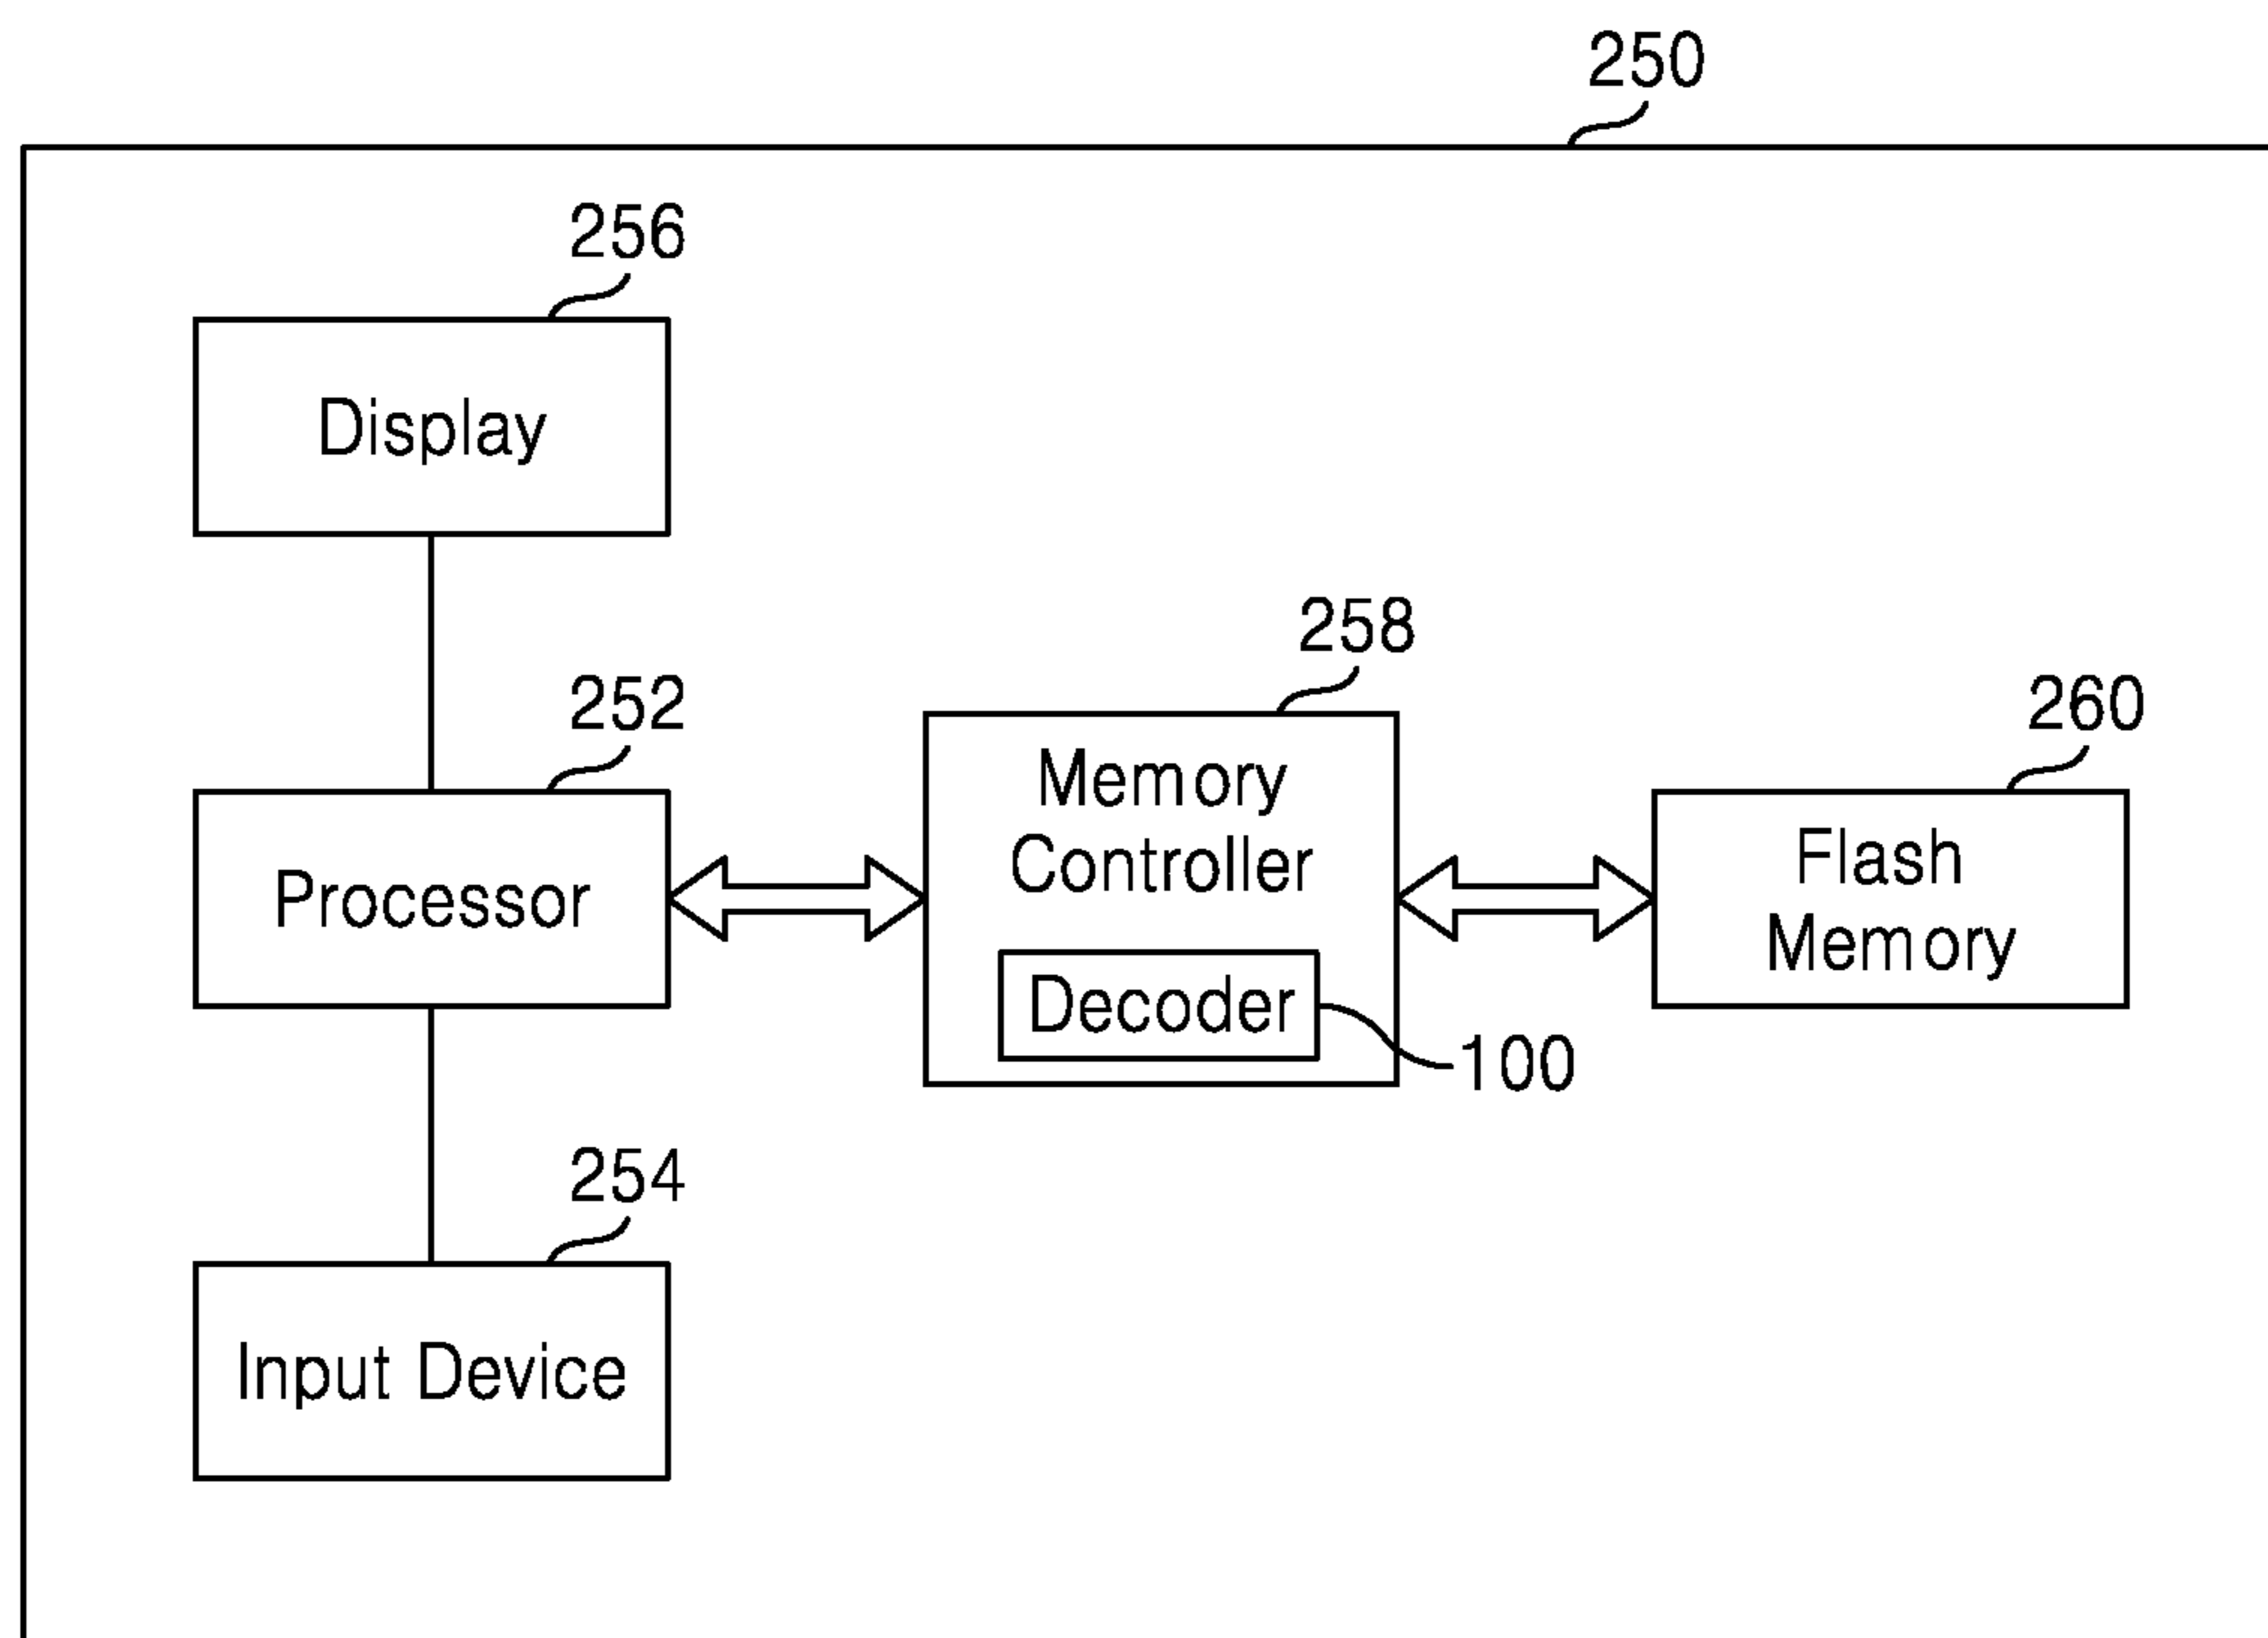 250
256
Display
252
Processor
258
Memory
Controller
Decoder
100
260
Flash
Memory
254
Input Device